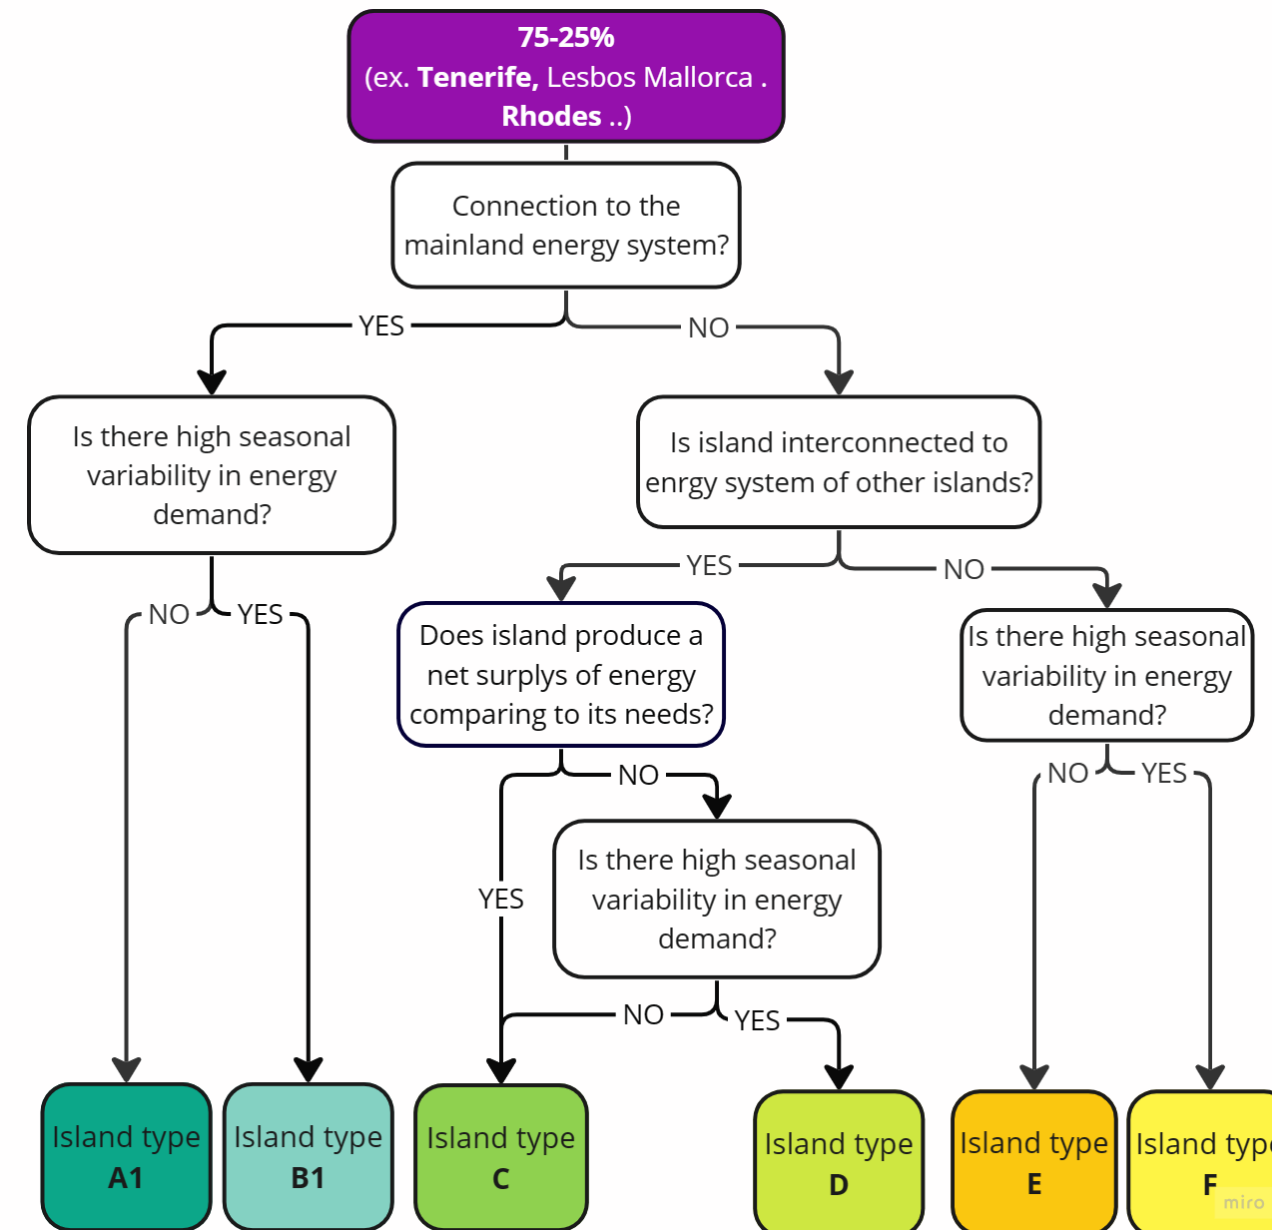 75-25%
(ex. Tenerife, Lesbos Mallorca .
Rhodes ..)
Connection to the
mainland energy system?
YES
NO
Is there high seasonal
variability in energy
demand?
Is island interconnected to
enrgy system of other islands?
YES
NO
NO
YES
Does island produce a
net surplys of energy
comparing to its needs?
Is there high seasonal
variability in energy
demand?
NO
NO
YES
Is there high seasonal
variability in energy
demand?
YES
NO
YES
Island type
A1
Island type
B1
Island type
C
Island type
D
Island type
E
Island type
F
miro